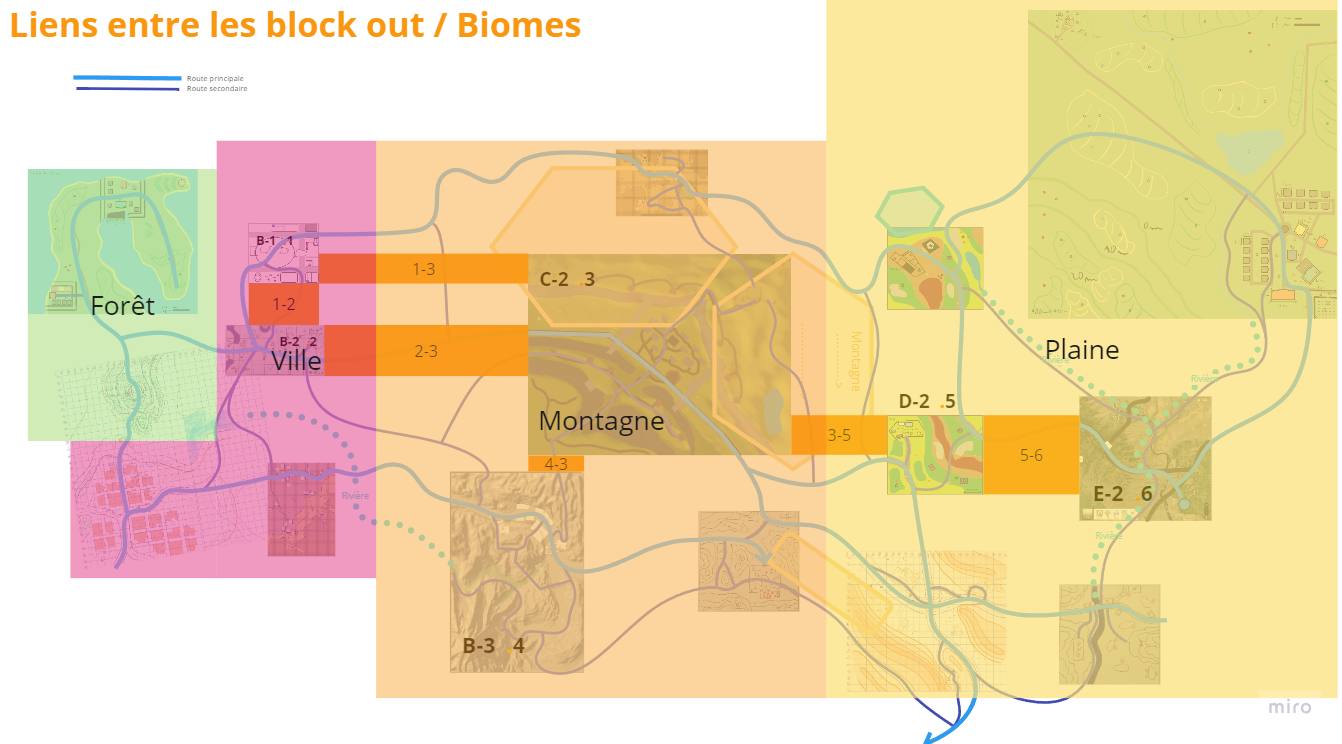 Liens entre les block out / Biomes
Route principale
Route secondaire
B-1 .1
1-3
C-2 .3
1-2
Forêt
B-2 .2
2-3
Ville
Montagne
Plaine
Rivière
Rivière
D-2 .5
Montagne
3-5
5-6
4-3
Rivière
E-2 .6
Rivière
B-3 .4
miro